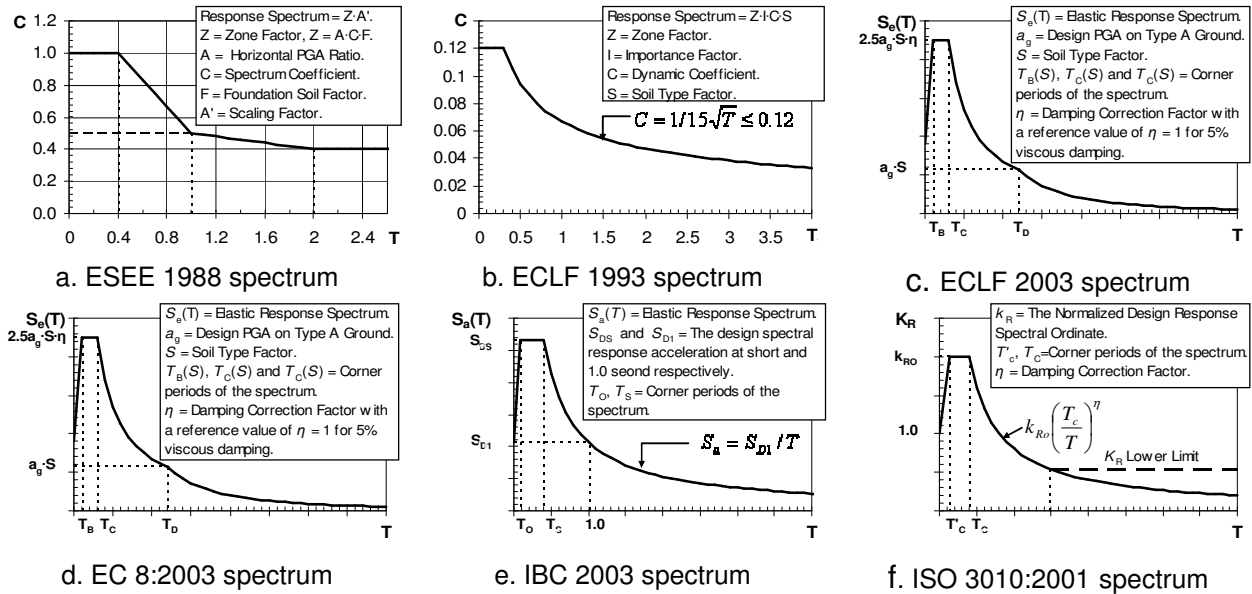 C
1.2
1.0
0.8
0.6
0.4
0.2
0.0
0
0.4
0.8
1.2
1.6
2
2.4
T
Response Spectrum = Z·A'.
Z = Zone Factor, Z = A·C·F.
A = Horizontal PGA Ratio.
C = Spectrum Coefficient.
F = Foundation Soil Factor.
A' = Scaling Factor.
a. ESEE 1988 spectrum
C
0.14
0.12
0.1
0.08
0.06
0.04
0.02
0
0
0.5
1
1.5
2
2.5
3
3.5
T
Response Spectrum = Z·I·C·S
Z = Zone Factor.
I = Importance Factor.
C = Dynamic Coefficient.
S = Soil Type Factor.
C = 1/15√T ≤ 0.12
b. ECLF 1993 spectrum
Se(T)
2.5ag·S·η
ag·S
TB TC TD T
Se(T) = Elastic Response Spectrum.
ag = Design PGA on Type A Ground.
S = Soil Type Factor.
TB(S), TC(S) and TC(S) = Corner
periods of the spectrum.
η = Damping Correction Factor with
a reference value of η = 1 for 5%
viscous damping.
c. ECLF 2003 spectrum
Se(T)
2.5ag·S·η
ag·S
TB TC TD T
Se(T) = Elastic Response Spectrum.
ag = Design PGA on Type A Ground.
S = Soil Type Factor.
TB(S), TC(S) and TC(S) = Corner
periods of the spectrum.
η = Damping Correction Factor with
a reference value of η = 1 for 5%
viscous damping.
d. EC 8:2003 spectrum
Sa(T)
SDS
SD1
TO TS 1.0 T
Sa(T) = Elastic Response Spectrum.
SDS and SD1 = The design spectral
response acceleration at short and
1.0 seond respectively.
TO, TS = Corner periods of the
spectrum.
Sa = SD1/T
e. IBC 2003 spectrum
KR
kRO
1.0
T'C TC T
kR = The Normalized Design Response
Spectral Ordinate.
T'c, TC=Corner periods of the spectrum.
η = Damping Correction Factor.
kRo(Tc/T)^η
KR Lower Limit
f. ISO 3010:2001 spectrum